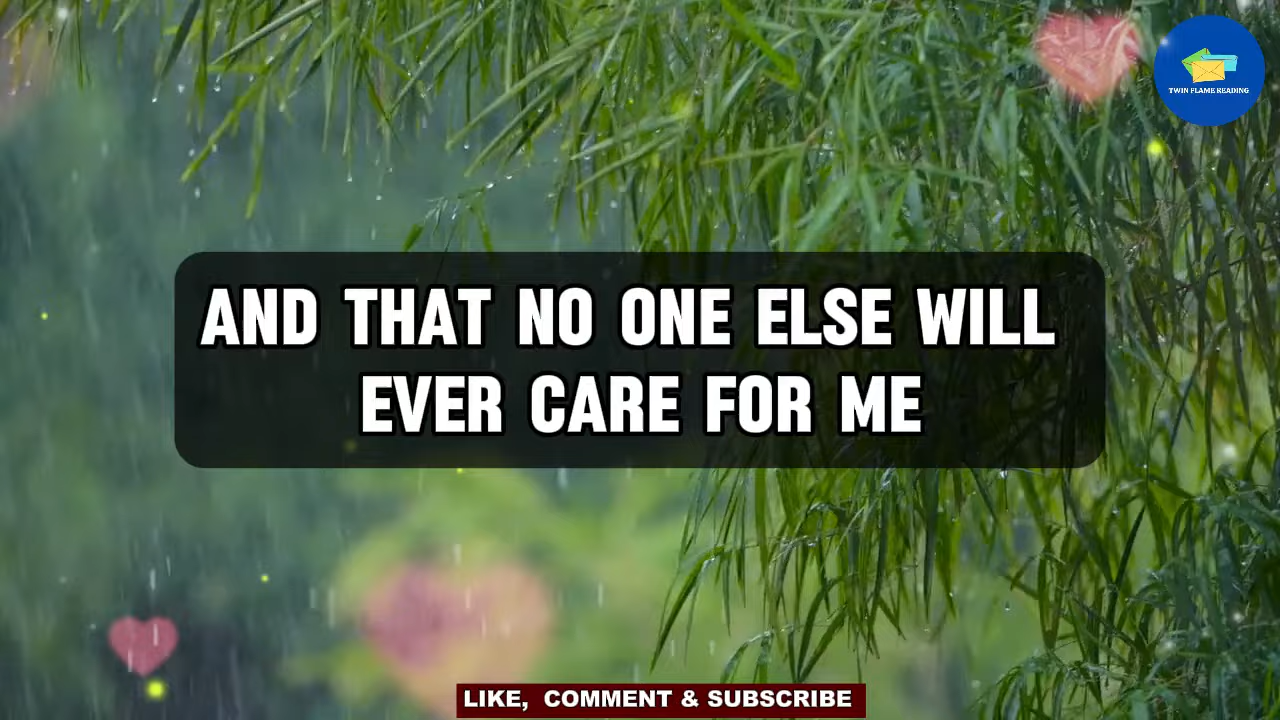 TWIN FLAME READING
AND THAT NO ONE ELSE WILL
EVER CARE FOR ME
LIKE, COMMENT & SUBSCRIBE